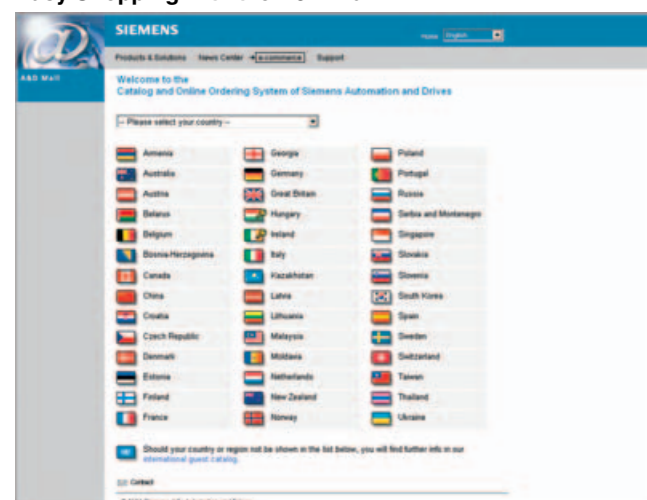 SIEMENS
Home English
Products & Solutions News Center e-commerce Support
A&D Mall
Welcome to the
Catalog and Online Ordering System of Siemens Automation and Drives
-- Please select your country --
Armenia Georgia Poland
Australia Germany Portugal
Austria Great Britain Russia
Belarus Hungary Serbia and Montenegro
Belgium Ireland Singapore
Bosnia-Herzegovina Italy Slovakia
Canada Kazakhstan Slovenia
China Latvia South Korea
Croatia Lithuania Spain
Czech Republic Malaysia Sweden
Denmark Moldavia Switzerland
Estonia Netherlands Taiwan
Finland New Zealand Thailand
France Norway Ukraine
Should your country or region not be shown in the list below, you will find further info in our
international guest catalog.
Contact